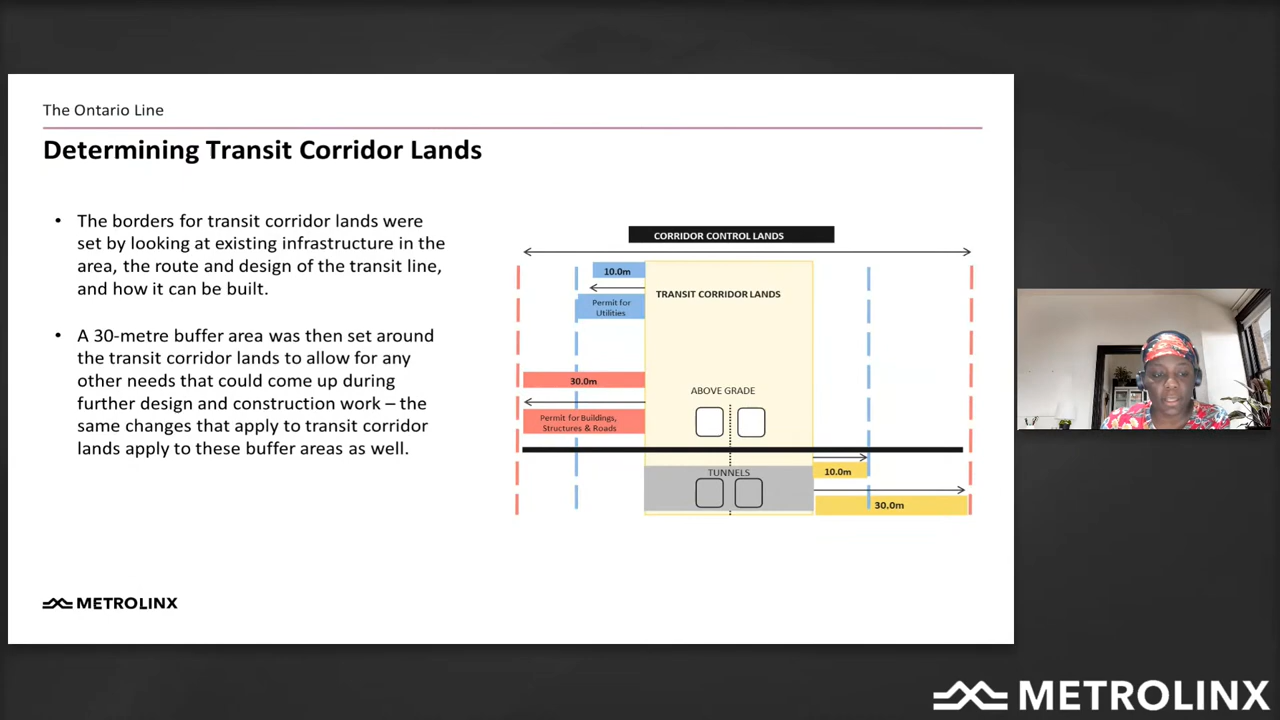 The Ontario Line
Determining Transit Corridor Lands
• The borders for transit corridor lands were
set by looking at existing infrastructure in the
area, the route and design of the transit line,
and how it can be built.
• A 30-metre buffer area was then set around
the transit corridor lands to allow for any
other needs that could come up during
further design and construction work – the
same changes that apply to transit corridor
lands apply to these buffer areas as well.
CORRIDOR CONTROL LANDS
10.0m
TRANSIT CORRIDOR LANDS
Permit for
Utilities
30.0m
ABOVE GRADE
Permit for Buildings,
Structures & Roads
TUNNELS
10.0m
30.0m
METROLINX
METROLINX